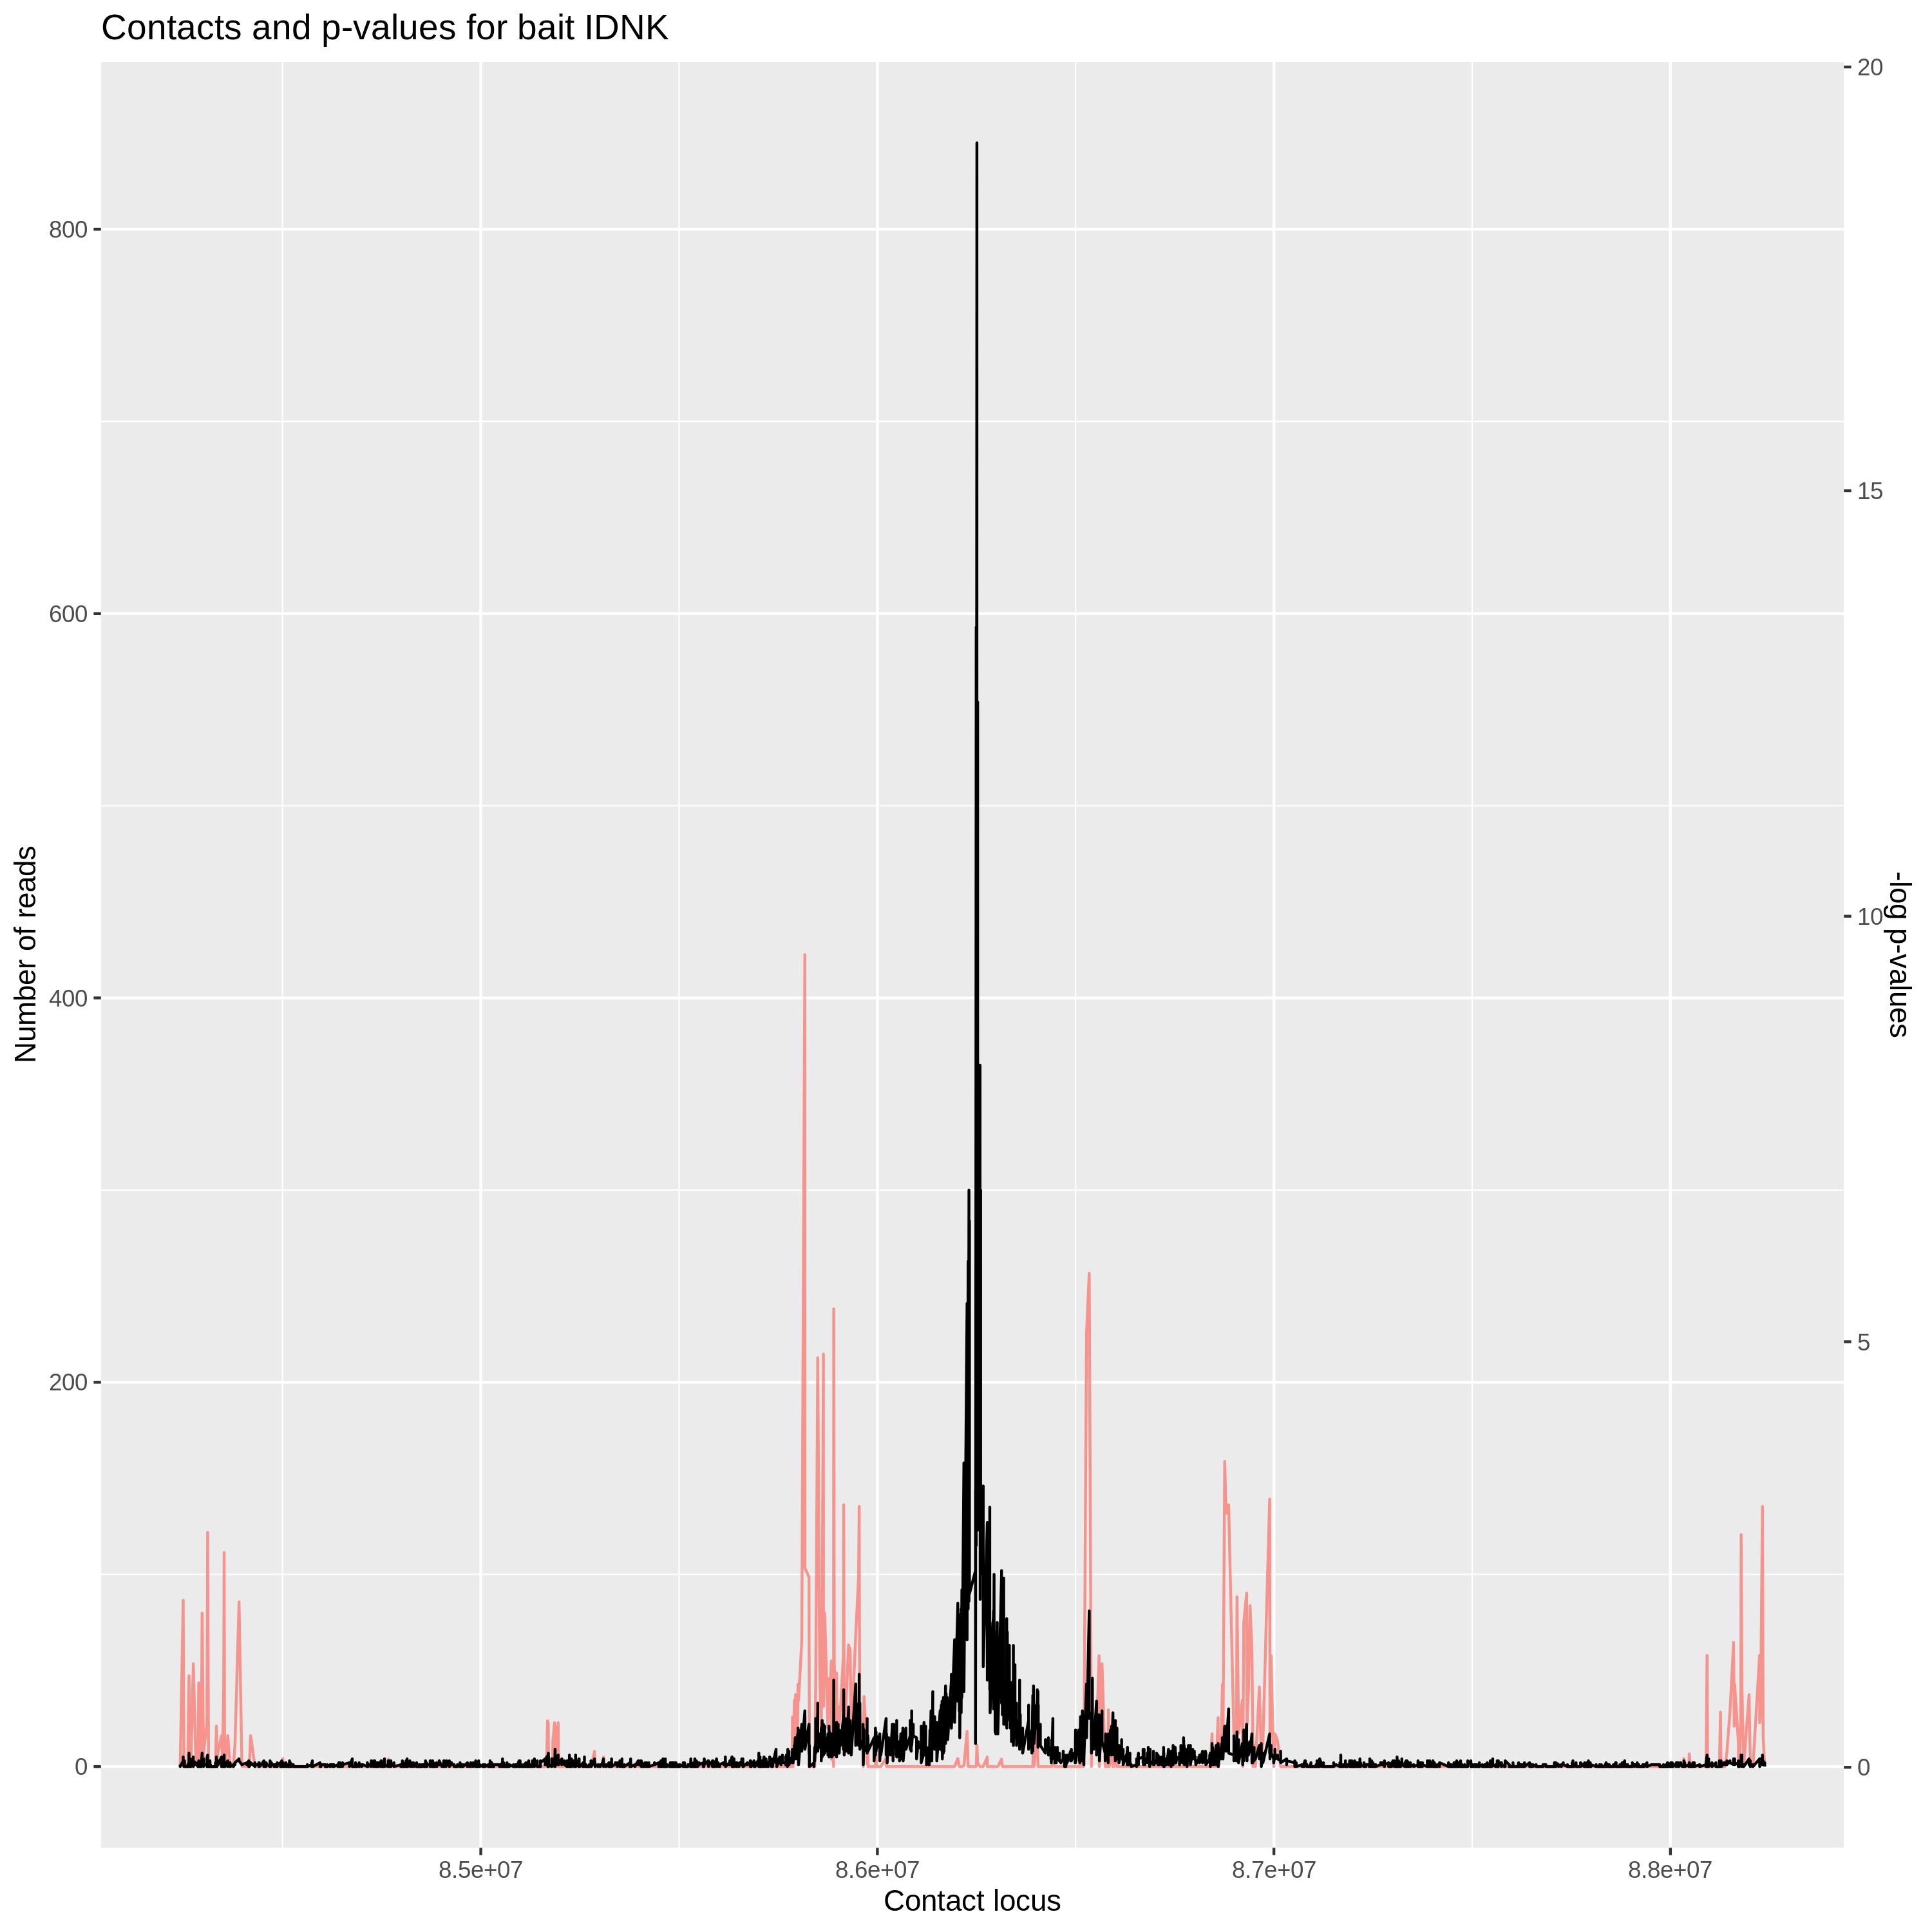 Contacts and p-values for bait IDNK
20
800
15
600
Number of reads
-log p-values
10
400
5
200
0
0
8.5e+07
8.6e+07
8.7e+07
8.8e+07
Contact locus